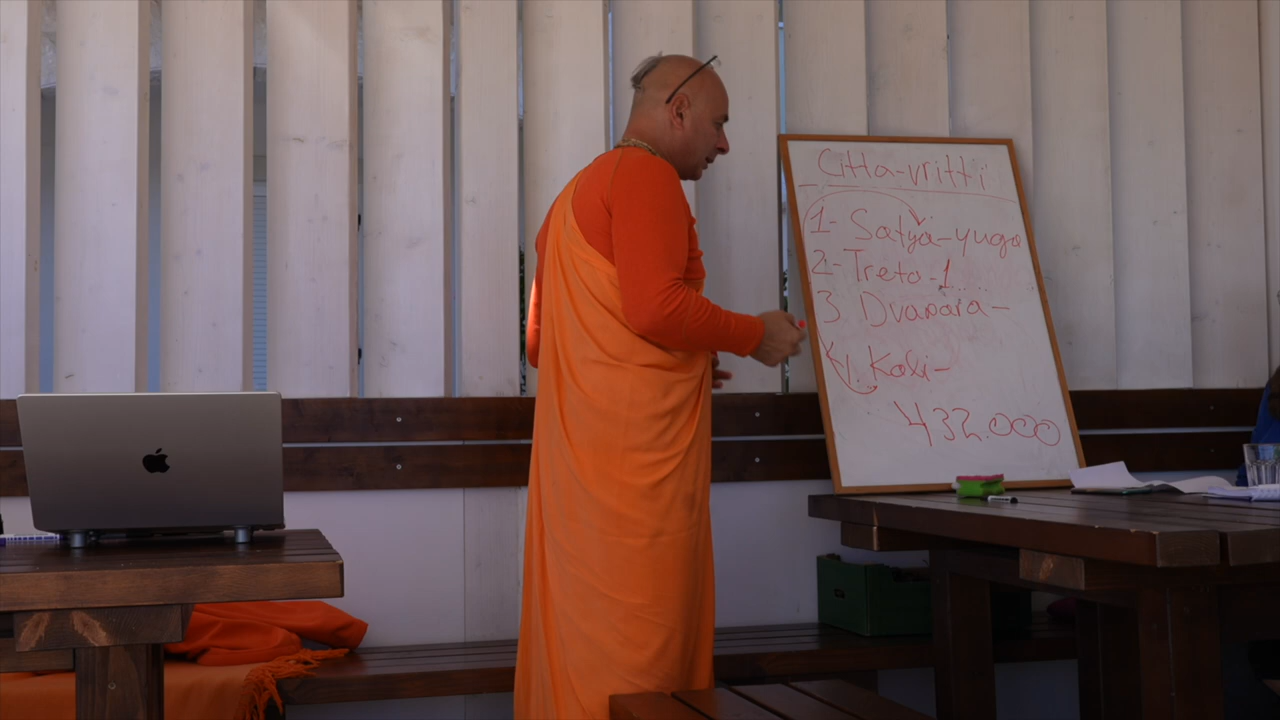 Citta-vritti
1- Satya-yuga
2-Treta-1.....
3 Dvapara-
4. Kali-
432.000